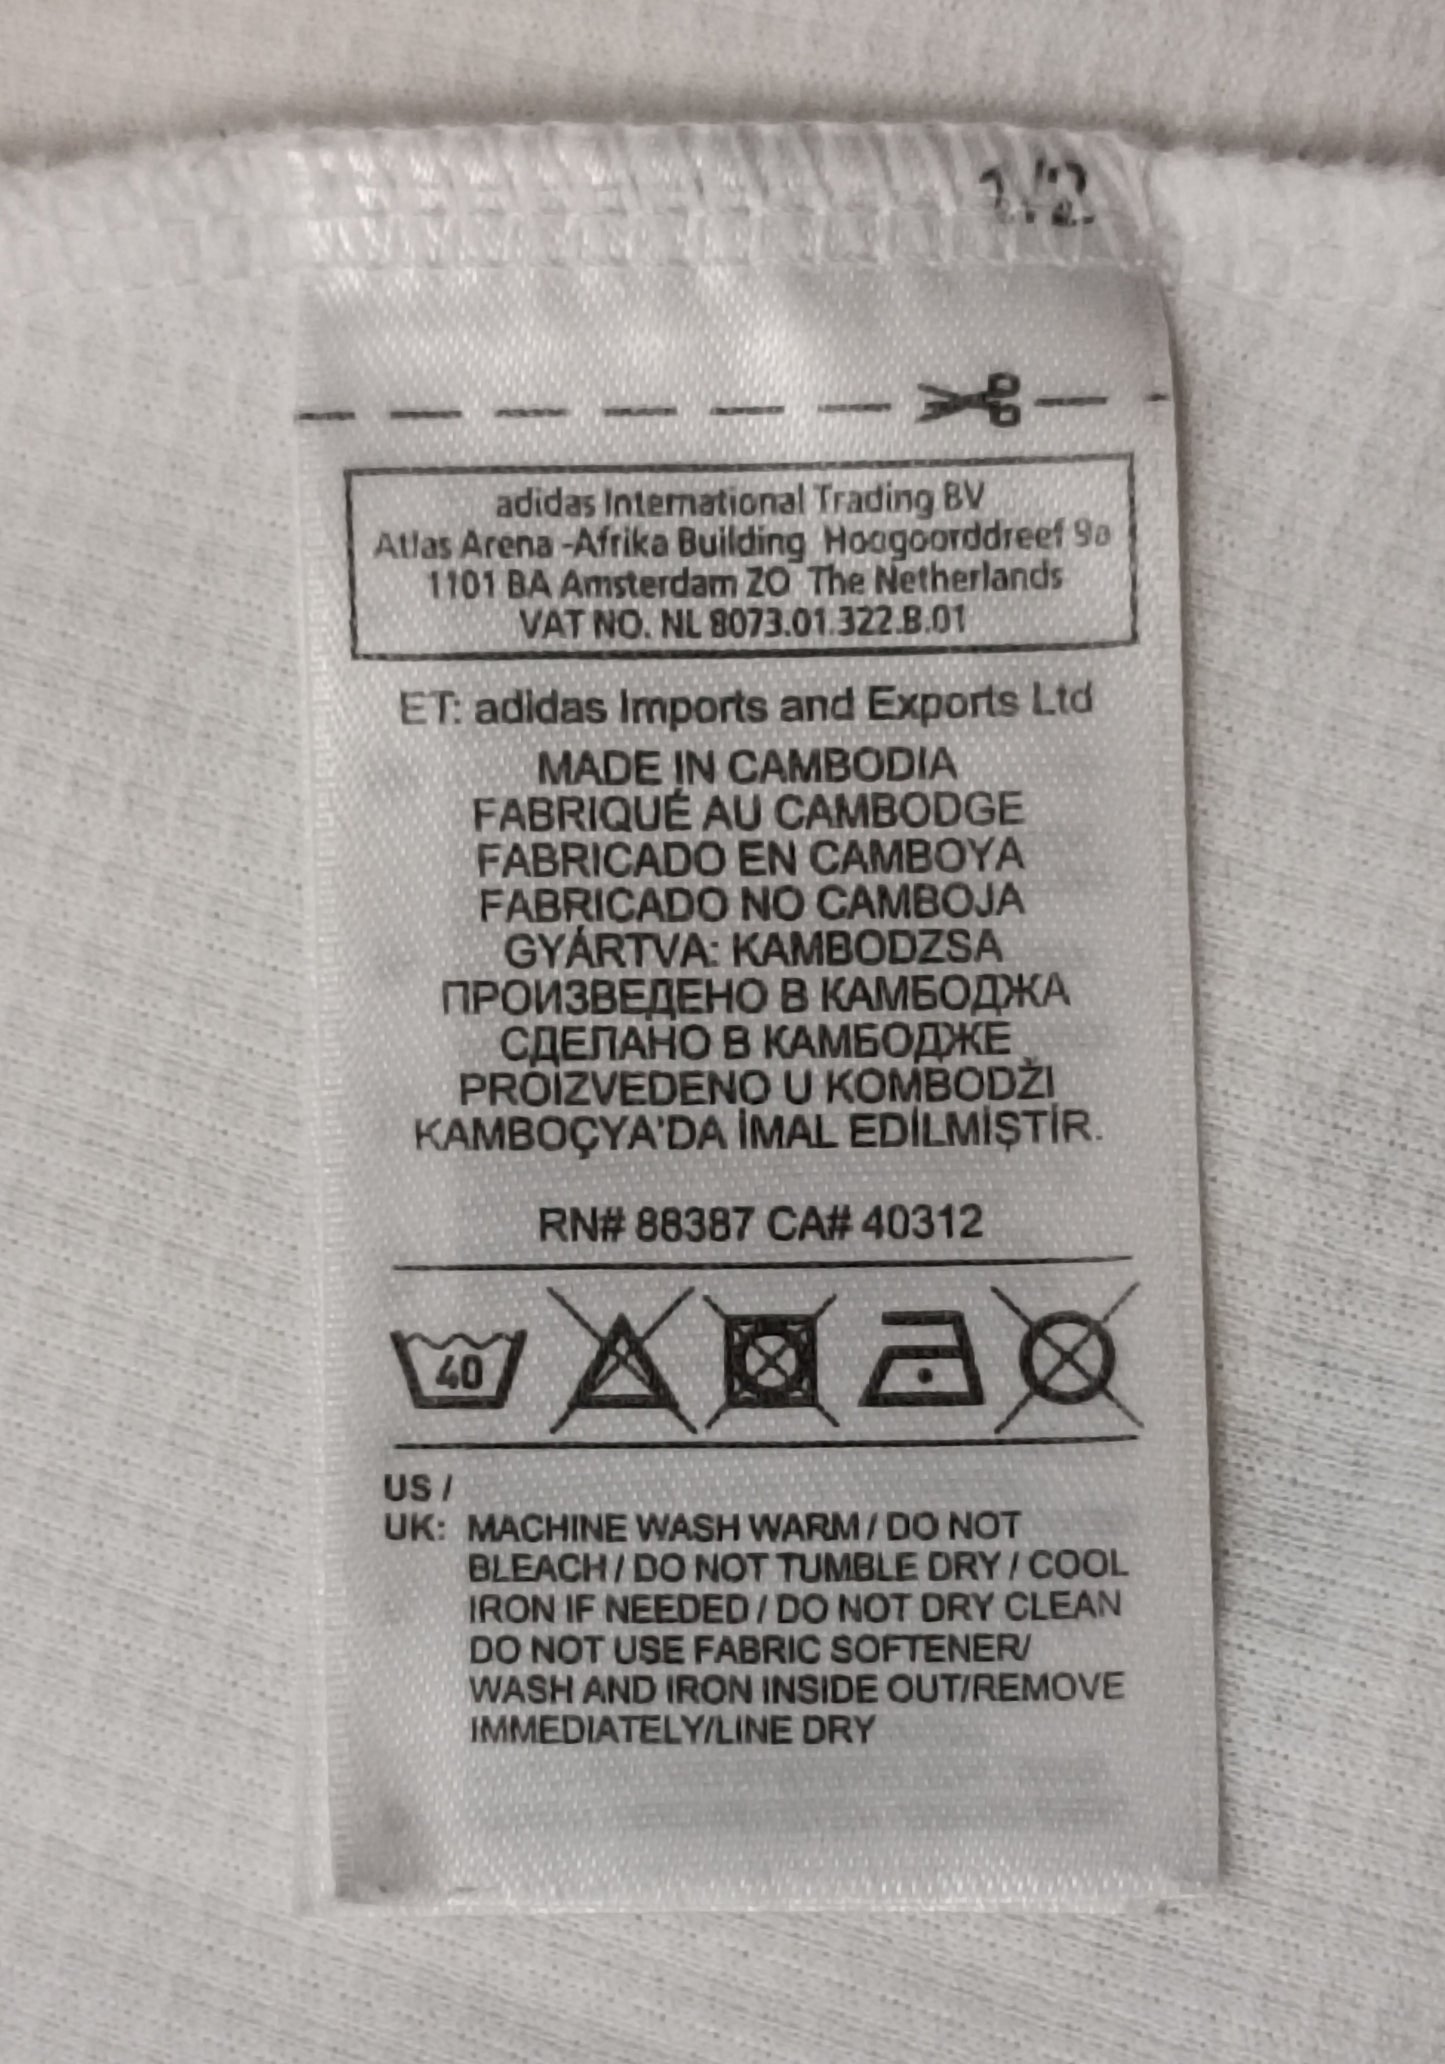 adidas International Trading BV
Atlas Arena -Afrika Building Hoogoorddreef 9a
1101 BA Amsterdam ZO The Netherlands
VAT NO. NL 8073.01.322.B.01
ET: adidas Imports and Exports Ltd
MADE IN CAMBODIA
FABRIQUÉ AU CAMBODGE
FABRICADO EN CAMBOYA
FABRICADO NO CAMBOJA
GYÁRTVA: KAMBODZSA
ПРОИЗВЕДЕНО В КАМБОДЖА
СДЕЛАНО В КАМБОДЖЕ
PROIZVEDENO U KOMBODŽI
KAMBOÇYA'DA İMAL EDİLMİŞTİR.
RN# 88387 CA# 40312
40
US /
UK: MACHINE WASH WARM / DO NOT
BLEACH / DO NOT TUMBLE DRY / COOL
IRON IF NEEDED / DO NOT DRY CLEAN
DO NOT USE FABRIC SOFTENER/
WASH AND IRON INSIDE OUT/REMOVE
IMMEDIATELY/LINE DRY